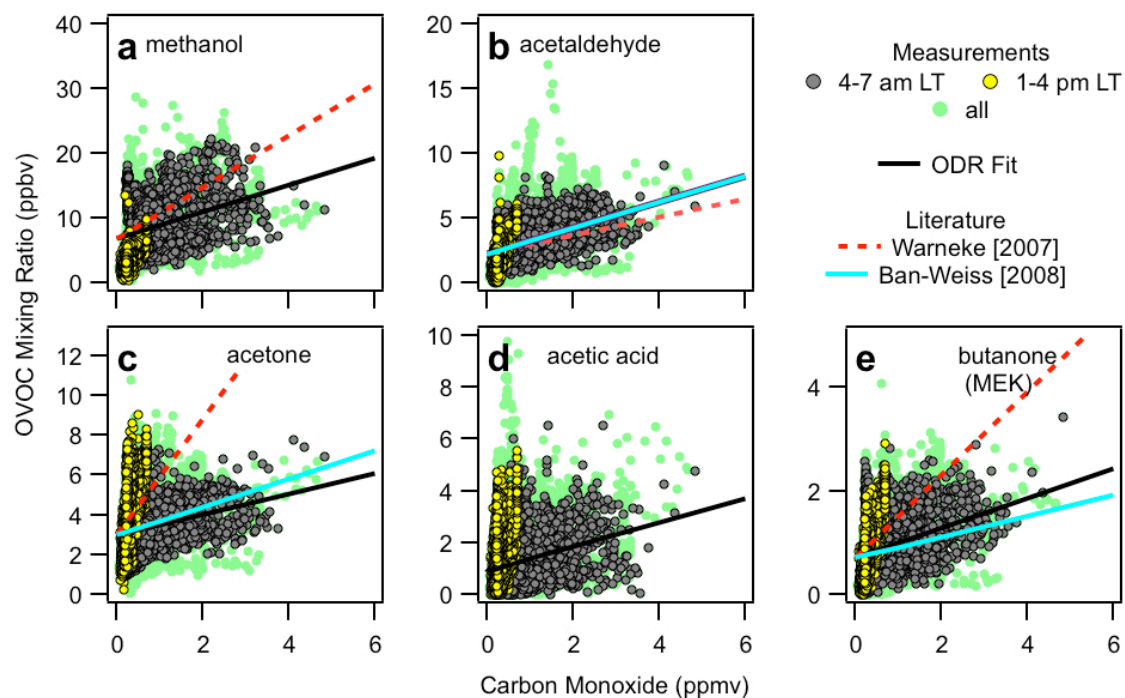 a methanol
b acetaldehyde
Measurements
4-7 am LT 1-4 pm LT
all
ODR Fit
Literature
Warneke [2007]
Ban-Weiss [2008]
40
30
20
10
0
20
15
10
5
0
OVOC Mixing Ratio (ppbv)
c acetone
d acetic acid
e butanone
(MEK)
12
10
8
6
4
2
0
10
8
6
4
2
0
4
2
0
0 2 4 6
0 2 4 6
0 2 4 6
Carbon Monoxide (ppmv)